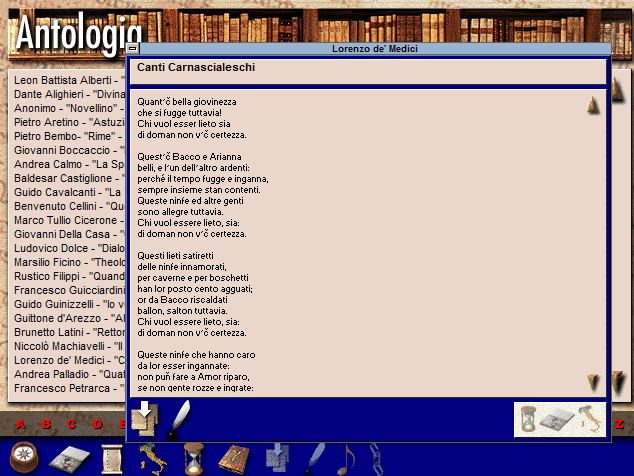 Antologia
Lorenzo de' Medici
Canti Carnascialeschi
Leon Battista Alberti - "
Dante Alighieri - "Divina
Anonimo - "Novellino" -
Pietro Aretino - "Astuzi
Pietro Bembo- "Rime" -
Giovanni Boccaccio - "
Andrea Calmo - "La Sp
Baldesar Castiglione - "
Guido Cavalcanti - "La
Benvenuto Cellini - "Qu
Marco Tullio Cicerone -
Giovanni Della Casa - "
Ludovico Dolce - "Dialo
Marsilio Ficino - "Theolo
Rustico Filippi - "Quand
Francesco Guicciardini
Guido Guinizzelli - "Io v
Guittone d'Arezzo - "Al
Brunetto Latini - "Rettor
Niccolò Machiavelli - "Il
Lorenzo de' Medici - "C
Andrea Palladio - "Quat
Francesco Petrarca - "
Quant´č bella giovinezza
che si fugge tuttavia!
Chi vuol esser lieto sia
di doman non v´č certezza.
Quest´č Bacco e Arianna
belli, e l´un dell´altro ardenti:
perché il tempo fugge e inganna,
sempre insieme stan contenti.
Queste ninfe ed altre genti
sono allegre tuttavia.
Chi vuol esser lieto, sia:
di doman non v´č certezza.
Questi lieti satiretti
delle ninfe innamorati,
per caverne e per boschetti
han lor posto cento agguati;
or da Bacco riscaldati
ballon, salton tuttavia.
Chi vuol esser lieto, sia:
di doman non v´č certezza.
Queste ninfe che hanno caro
da lor esser ingannate:
non puň fare a Amor riparo,
se non gente rozze e ingrate:
A B C D E Z